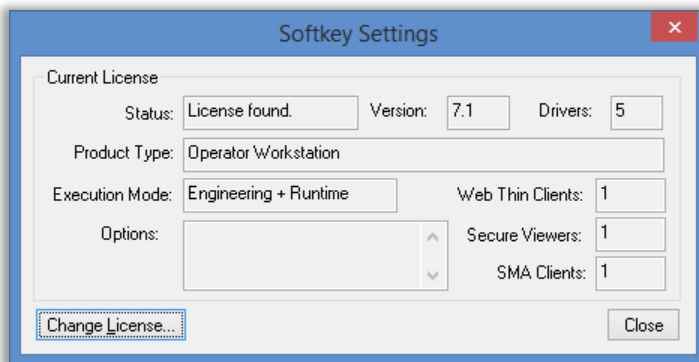 Softkey Settings
Current License
Status: License found. Version: 7.1 Drivers: 5
Product Type: Operator Workstation
Execution Mode: Engineering + Runtime Web Thin Clients: 1
Options: Secure Viewers: 1
SMA Clients: 1
Change License... Close